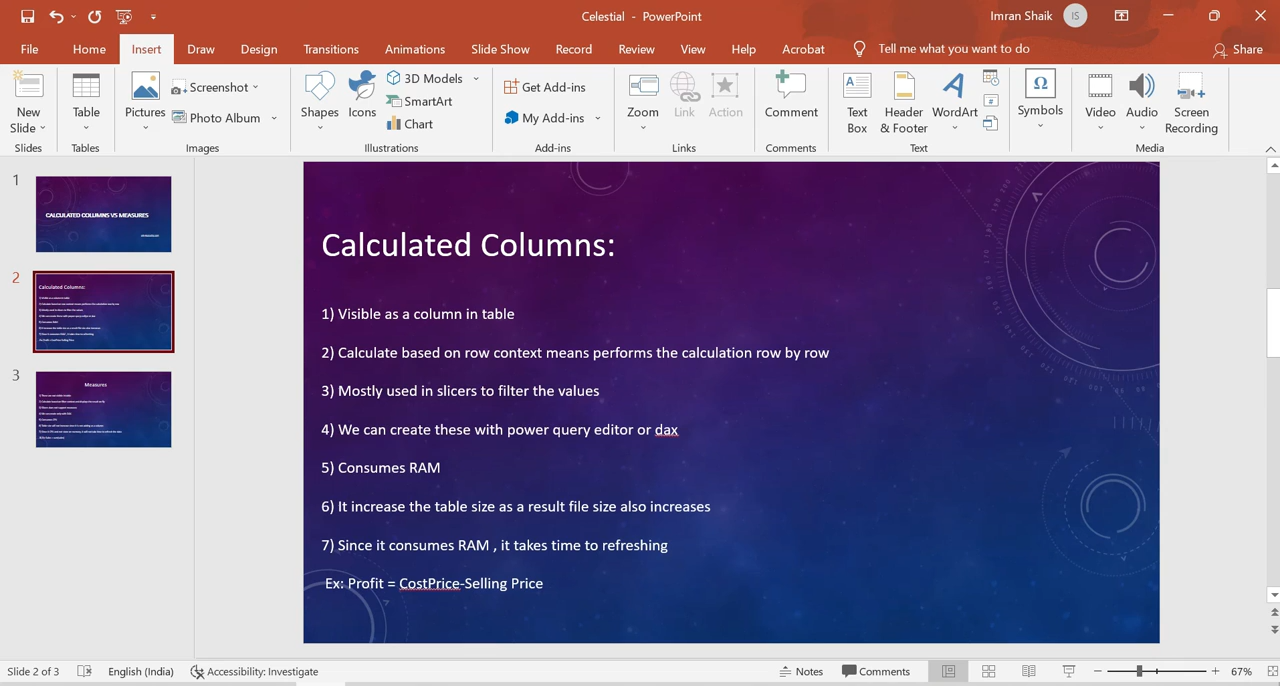 Celestial - PowerPoint
Imran Shaik
IS
File Home Insert Draw Design Transitions Animations Slide Show Record Review View Help Acrobat Tell me what you want to do Share
New Slide
Slides
Table
Tables
Pictures
Screenshot
Photo Album
Images
Shapes
Icons
3D Models
SmartArt
Chart
Illustrations
Get Add-ins
My Add-ins
Add-ins
Zoom
Link
Action
Links
Comment
Comments
Text Box
Header & Footer
WordArt
Text
Symbols
Video
Audio
Screen Recording
Media
1
CALCULATED COLUMNS VS MEASURES
2
Calculated Columns:
3
Measures
Calculated Columns:
1) Visible as a column in table
2) Calculate based on row context means performs the calculation row by row
3) Mostly used in slicers to filter the values
4) We can create these with power query editor or dax
5) Consumes RAM
6) It increase the table size as a result file size also increases
7) Since it consumes RAM , it takes time to refreshing
Ex: Profit = CostPrice-Selling Price
Slide 2 of 3
English (India)
Accessibility: Investigate
Notes
Comments
67%